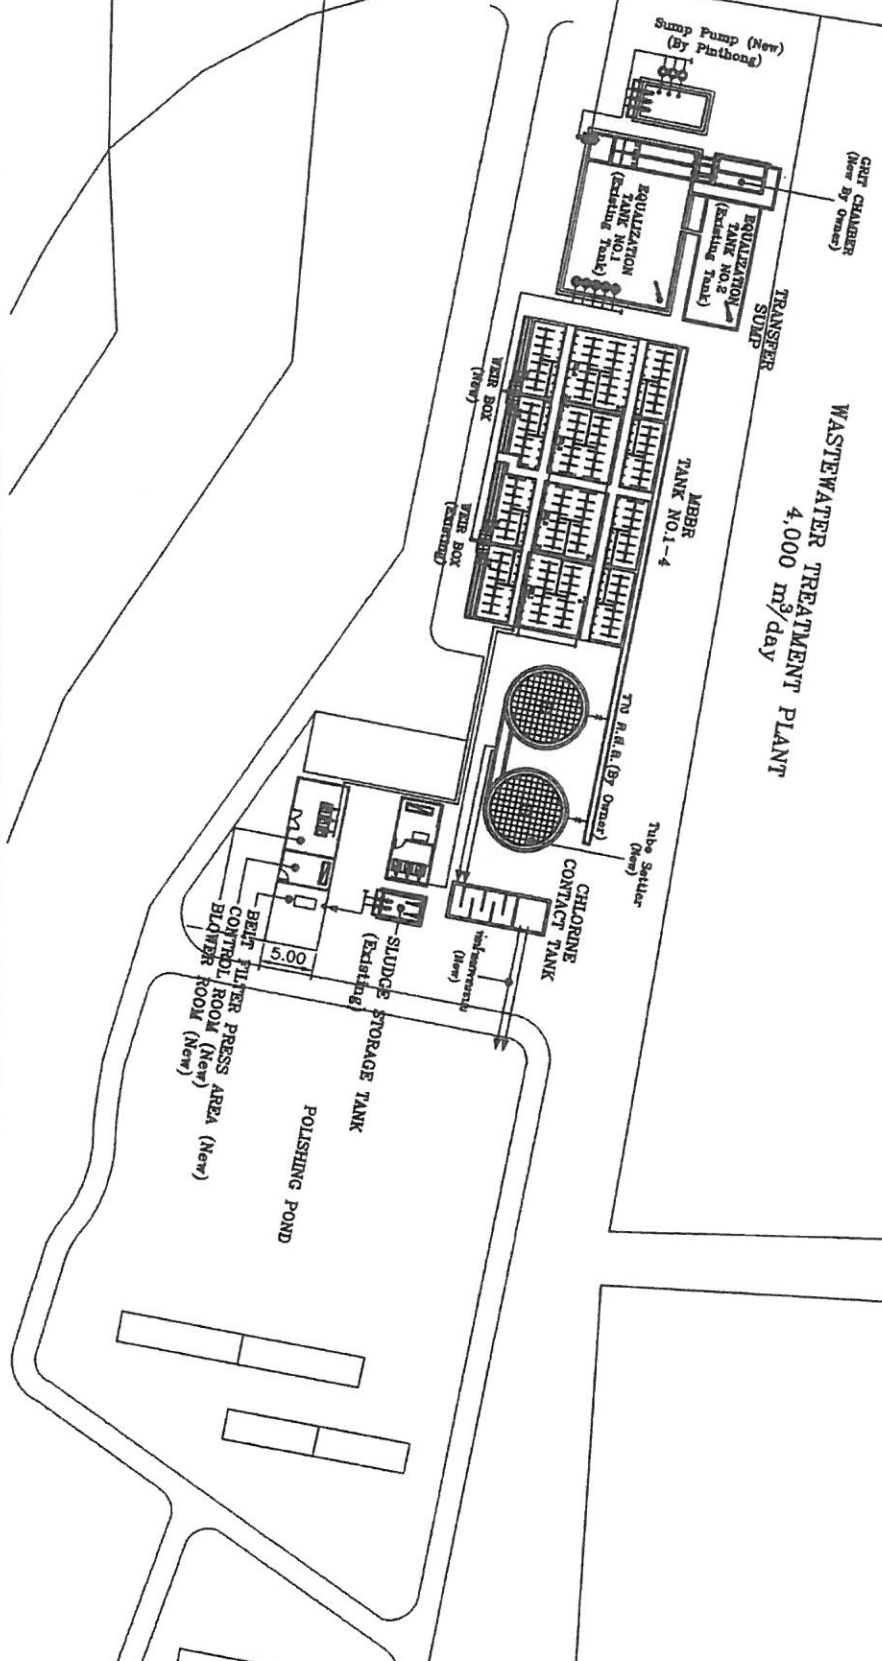 Sump Pump (New)
(By Pinthong)
GRIT CHAMBER
(New By Owner)
EQUALIZATION
TANK NO.1
(Existing Tank)
EQUALIZATION
TANK NO.2
(Existing Tank)
TRANSFER
SUMP
WASTEWATER TREATMENT PLANT
4,000 m³/day
WEIR BOX
(New)
MBBR
TANK NO.1-4
WEIR BOX
(Existing)
(By Owner)
Tube Settler
(New)
CHLORINE
CONTACT TANK
(New)
SLUDGE STORAGE TANK
(Existing)
5.00
BELT FILTER PRESS AREA (New)
CONTROL ROOM (New)
BLOWER ROOM (New)
POLISHING POND